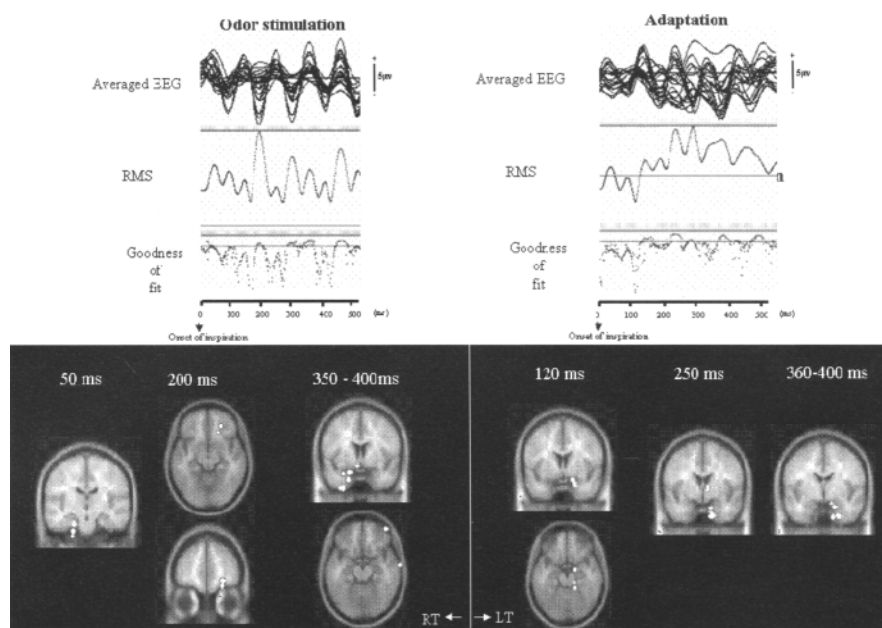 Odor stimulation
Averaged EEG
+
5μv
-
RMS
Goodness
of
fit
0 100 200 300 400 500 (ms)
Onset of inspiration
Adaptation
Averaged EEG
+
5μv
-
RMS
n
Goodness
of
fit
0 100 200 300 400 500 (ms)
Onset of inspiration
50 ms
200 ms
350 - 400ms
120 ms
250 ms
360-400 ms
RT ← → LT